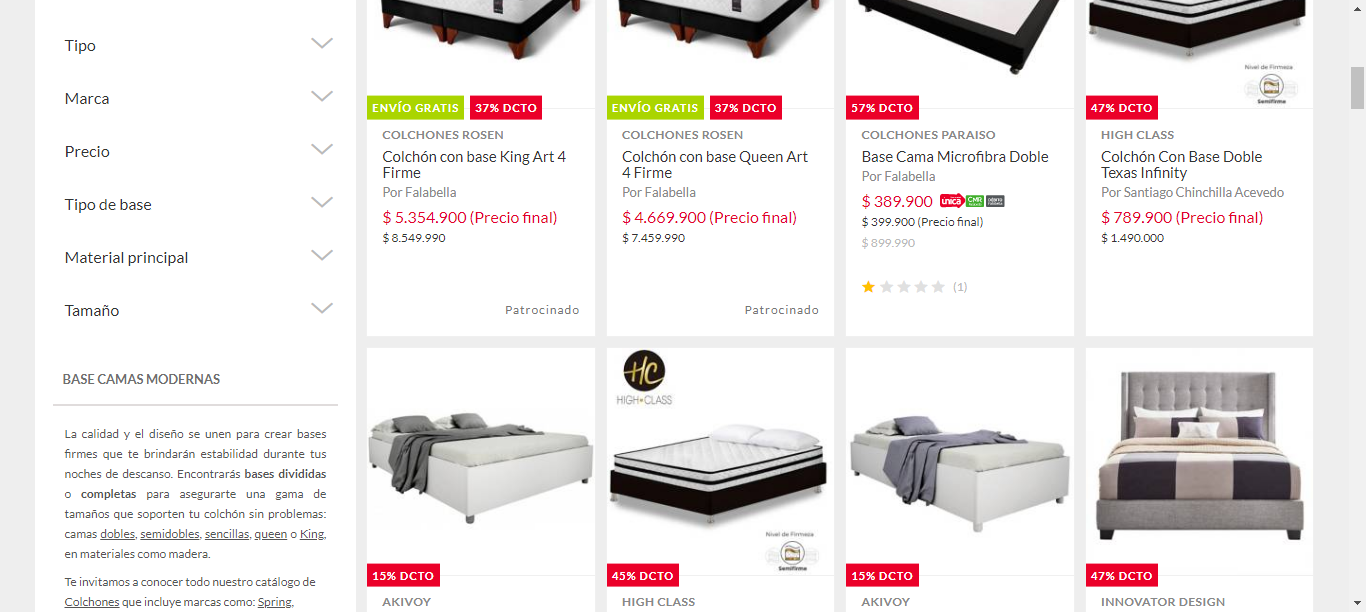 Tipo
Marca
Precio
Tipo de base
Material principal
Tamaño
BASE CAMAS MODERNAS
La calidad y el diseño se unen para crear bases
firmes que te brindarán estabilidad durante tus
noches de descanso. Encontrarás bases divididas
o completas para asegurarte una gama de
tamaños que soporten tu colchón sin problemas:
camas dobles, semidobles, sencillas, queen o King,
en materiales como madera.
Te invitamos a conocer todo nuestro catálogo de
Colchones que incluye marcas como: Spring,
ENVÍO GRATIS 37% DCTO
COLCHONES ROSEN
Colchón con base King Art 4
Firme
Por Falabella
$ 5.354.900 (Precio final)
$ 8.549.990
Patrocinado
ENVÍO GRATIS 37% DCTO
COLCHONES ROSEN
Colchón con base Queen Art
4 Firme
Por Falabella
$ 4.669.900 (Precio final)
$ 7.459.990
Patrocinado
57% DCTO
COLCHONES PARAISO
Base Cama Microfibra Doble
Por Falabella
$ 389.900 única CMR
$ 399.900 (Precio final)
$ 899.990
(1)
Nivel de Firmeza
Semifirme
47% DCTO
HIGH CLASS
Colchón Con Base Doble
Texas Infinity
Por Santiago Chinchilla Acevedo
$ 789.900 (Precio final)
$ 1.490.000
15% DCTO
AKIVOY
HC
HIGH CLASS
Nivel de Firmeza
Semifirme
45% DCTO
HIGH CLASS
15% DCTO
AKIVOY
47% DCTO
INNOVATOR DESIGN